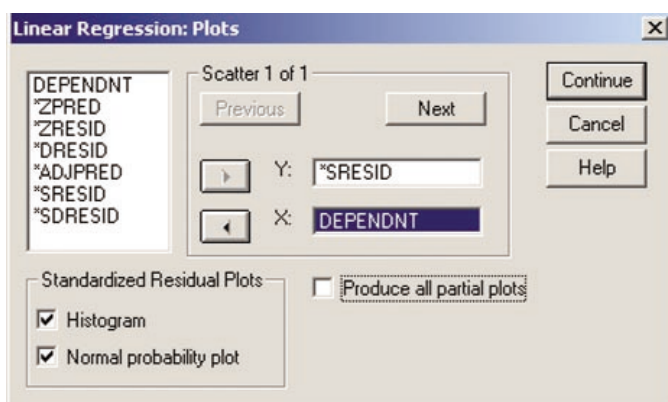 Linear Regression: Plots
DEPENDNT
*ZPRED
*ZRESID
*DRESID
*ADJPRED
*SRESID
*SDRESID
Scatter 1 of 1
Previous
Next
Y: *SRESID
X: DEPENDNT
Continue
Cancel
Help
Standardized Residual Plots
Histogram
Normal probability plot
Produce all partial plots